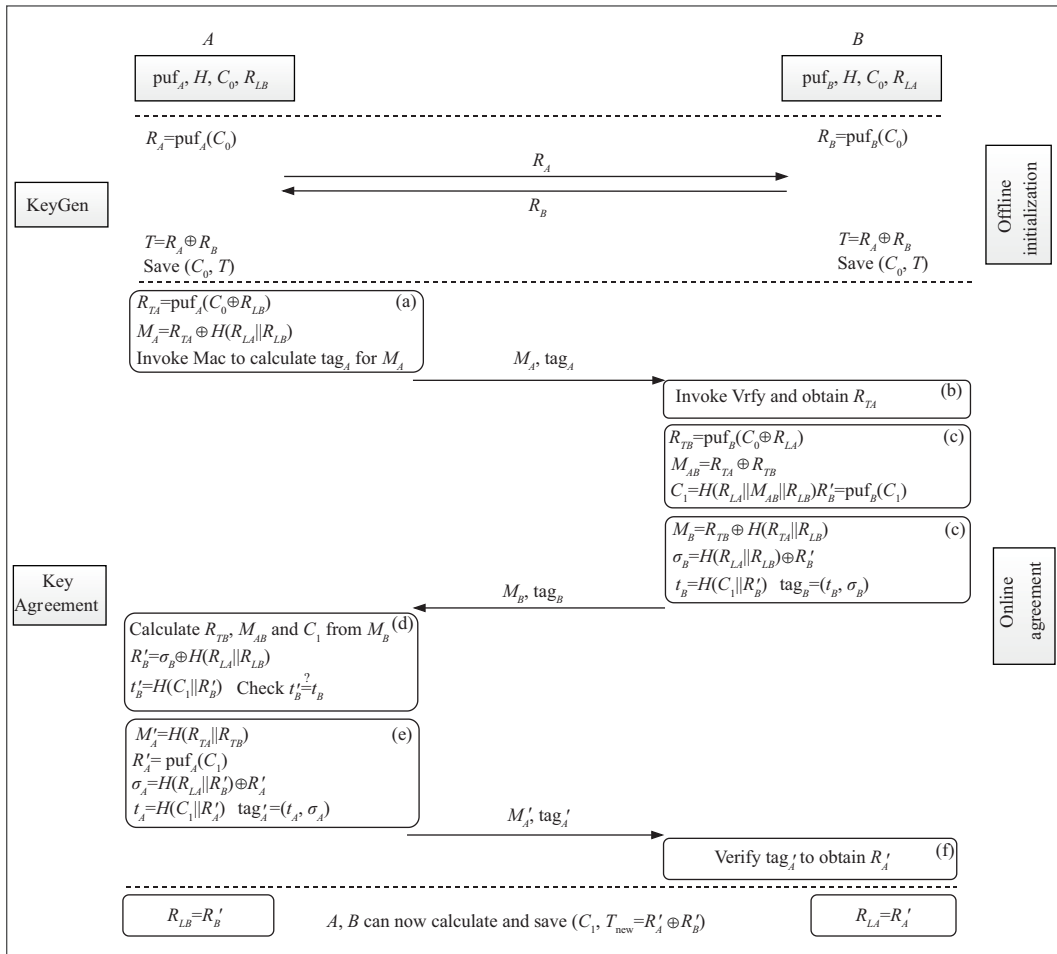 A
B
puf_A, H, C_0, R_LB
puf_B, H, C_0, R_LA
R_A=puf_A(C_0)
R_B=puf_B(C_0)
R_A
R_B
KeyGen
Offline
initialization
T=R_A⊕R_B
Save (C_0, T)
T=R_A⊕R_B
Save (C_0, T)
R_TA=puf_A(C_0⊕R_LB) (a)
M_A=R_TA⊕H(R_LA||R_LB)
Invoke Mac to calculate tag_A for M_A
M_A, tag_A
Invoke Vrfy and obtain R_TA (b)
R_TB=puf_B(C_0⊕R_LA) (c)
M_AB=R_TA⊕R_TB
C_1=H(R_LA||M_AB||R_LB)R'_B=puf_B(C_1)
M_B=R_TB⊕H(R_TA||R_LB) (c)
σ_B=H(R_LA||R_LB)⊕R'_B
t_B=H(C_1||R'_B) tag_B=(t_B, σ_B)
Key
Agreement
Online
agreement
M_B, tag_B
Calculate R_TB, M_AB and C_1 from M_B (d)
R'_B=σ_B⊕H(R_LA||R_LB)
t'_B=H(C_1||R'_B) Check t'_B=?t_B
M'_A=H(R_TA||R_TB) (e)
R'_A= puf_A(C_1)
σ_A=H(R_LA||R'_B)⊕R'_A
t_A=H(C_1||R'_A) tag'_A=(t_A, σ_A)
M'_A, tag'_A
Verify tag'_A to obtain R'_A (f)
R_LB=R'_B
A, B can now calculate and save (C_1, T_new=R'_A⊕R'_B)
R_LA=R'_A